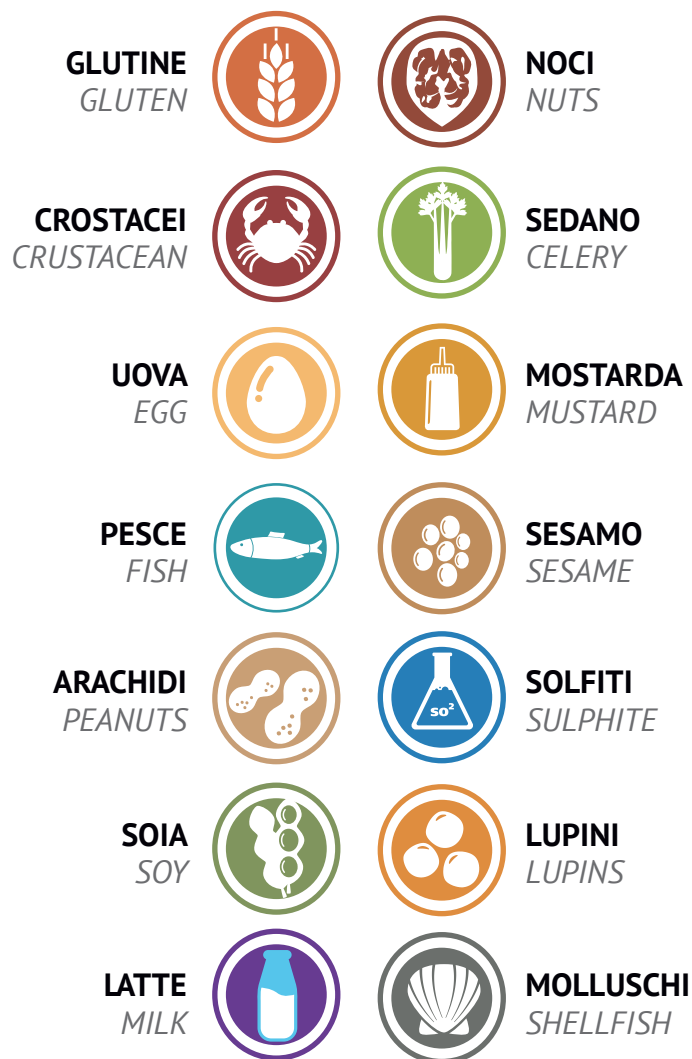 GLUTINE
GLUTEN
NOCI
NUTS
CROSTACEI
CRUSTACEAN
SEDANO
CELERY
UOVA
EGG
MOSTARDA
MUSTARD
PESCE
FISH
SESAMO
SESAME
ARACHIDI
PEANUTS
so²
SOLFITI
SULPHITE
SOIA
SOY
LUPINI
LUPINS
LATTE
MILK
MOLLUSCHI
SHELLFISH